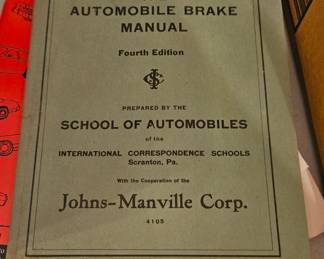 AUTOMOBILE BRAKE
MANUAL
Fourth Edition
ICS
PREPARED BY THE
SCHOOL OF AUTOMOBILES
of the
INTERNATIONAL CORRESPONDENCE SCHOOLS
Scranton, Pa.
With the Cooperation of the
Johns-Manville Corp.
4105